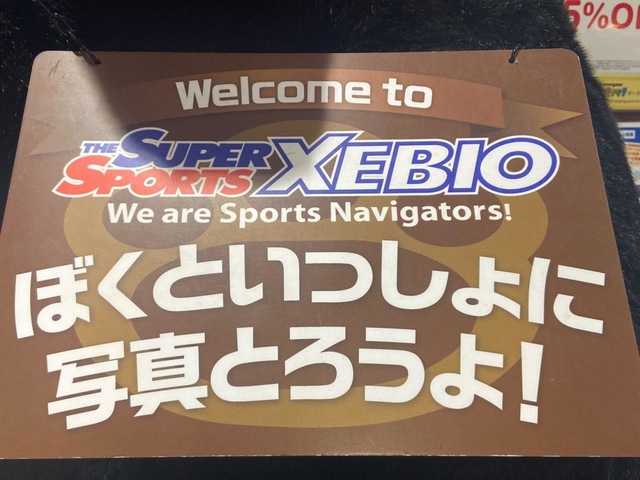 Welcome to
THE SUPER SPORTS XEBIO
We are Sports Navigators!
ぼくといっしょに
写真とろうよ!
5%O